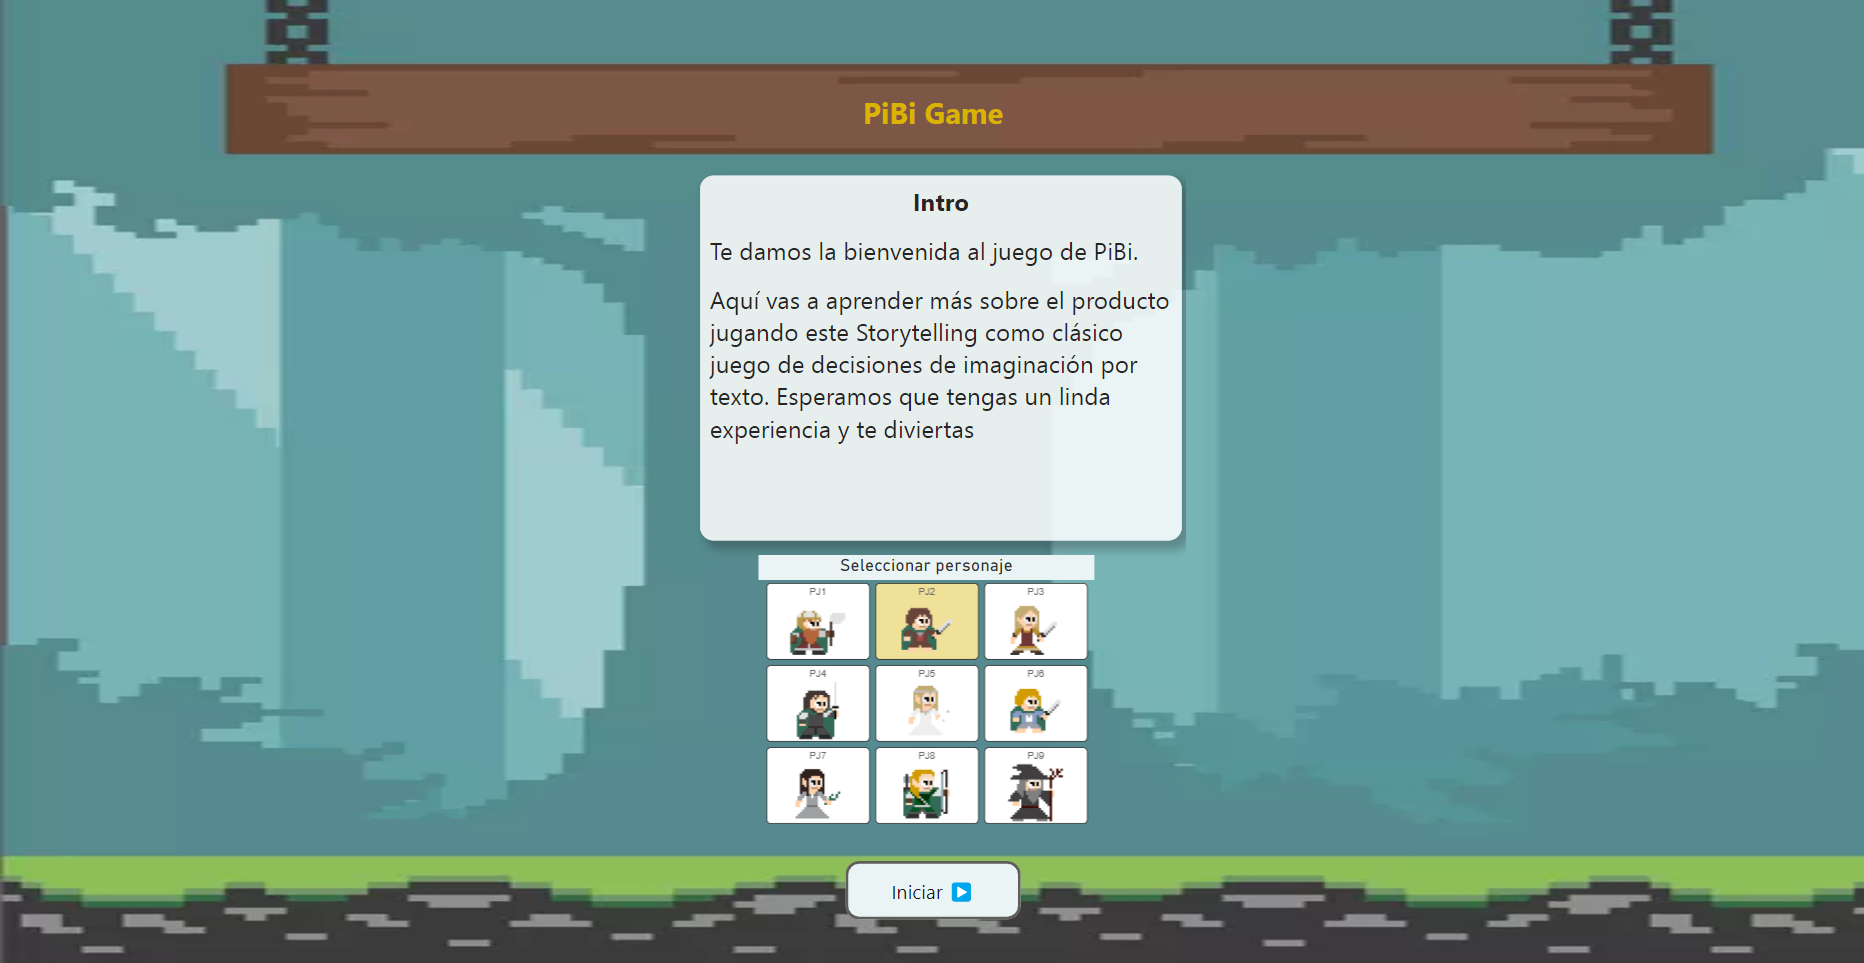 PiBi Game
Intro
Te damos la bienvenida al juego de PiBi.
Aquí vas a aprender más sobre el producto
jugando este Storytelling como clásico
juego de decisiones de imaginación por
texto. Esperamos que tengas un linda
experiencia y te diviertas
Seleccionar personaje
PJ1 PJ2 PJ3
PJ4 PJ5 PJ6
PJ7 PJ8 PJ9
Iniciar